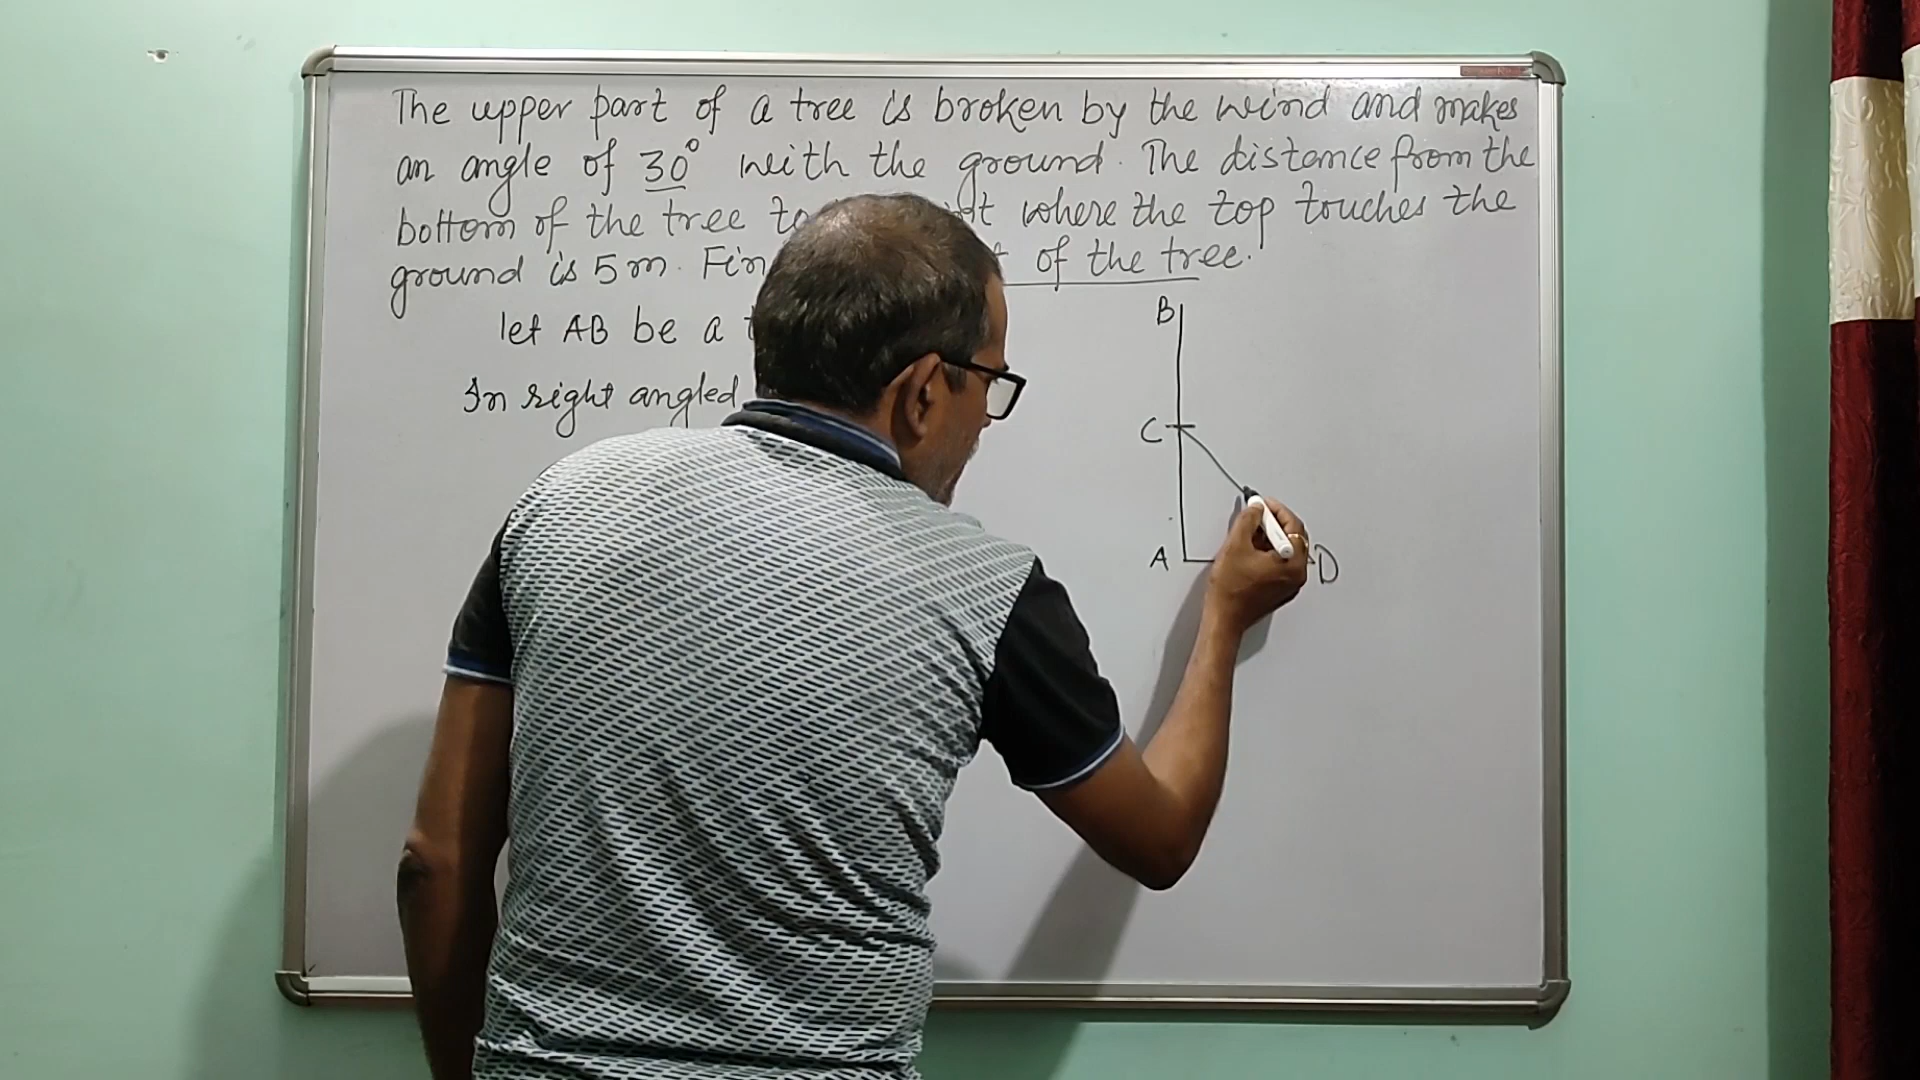 The upper part of a tree is broken by the wind and makes
an angle of 30° with the ground. The distance from the
bottom of the tree where the top touches the
ground is 5m. of the tree.
let AB be a
In right angled
B
C
A
D